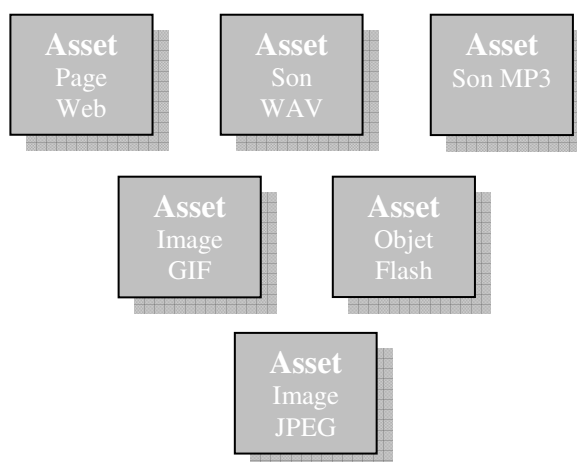 Asset
Page
Web
Asset
Son
WAV
Asset
Son MP3
Asset
Image
GIF
Asset
Objet
Flash
Asset
Image
JPEG